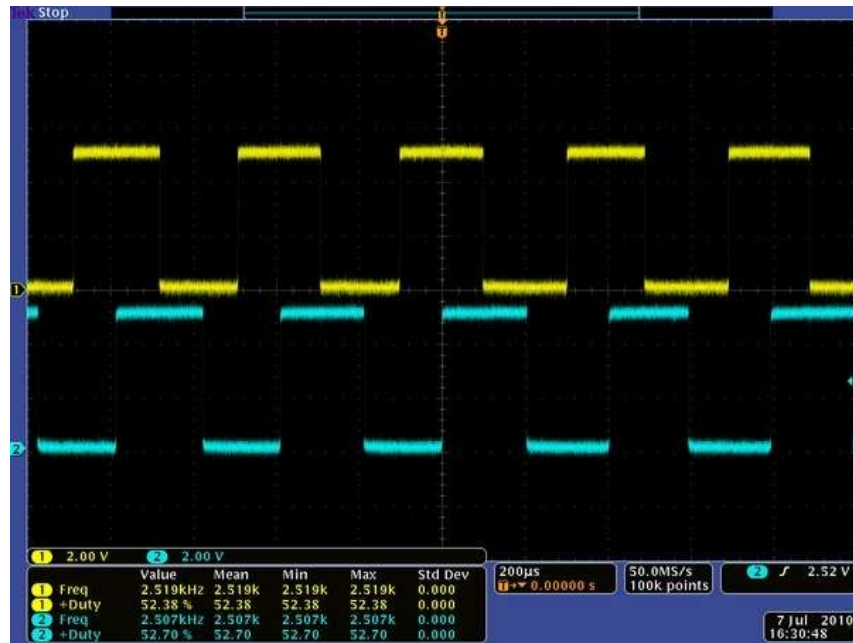 Tek Stop
T
T
1
2
1 2.00 V 2 2.00 V
Value Mean Min Max Std Dev
1 Freq 2.519kHz 2.519k 2.519k 2.519k 0.000
1 +Duty 52.38 % 52.38 52.38 52.38 0.000
2 Freq 2.507kHz 2.507k 2.507k 2.507k 0.000
2 +Duty 52.70 % 52.70 52.70 52.70 0.000
200µs
T→▼ 0.00000 s
50.0MS/s
100k points
2 ∫ 2.52 V
7 Jul 2010
16:30:48